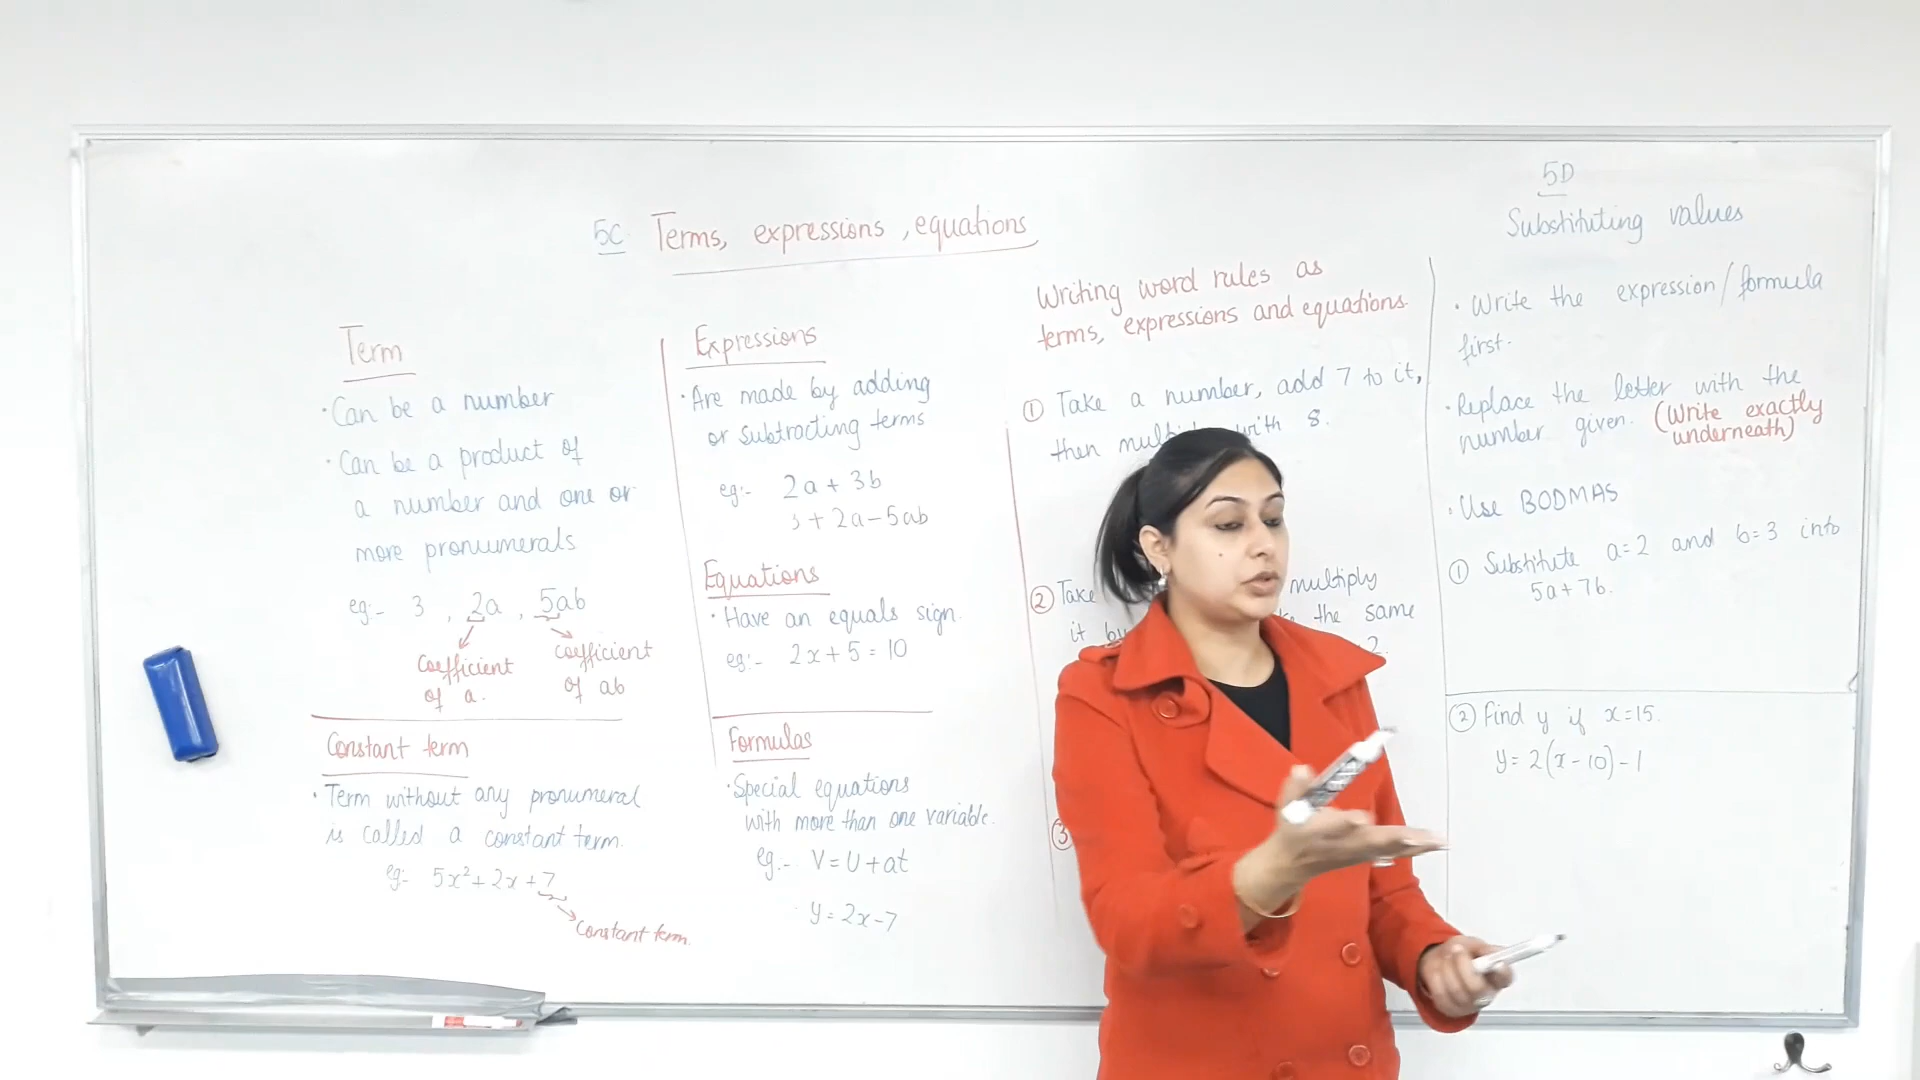 5C Terms, expressions, equations
Term
· Can be a number
· Can be a product of
a number and one or
more pronumerals
eg:- 3, 2a, 5ab
coefficient
of a.
coefficient
of ab
Constant term
· Term without any pronumeral
is called a constant term.
eg:- 5x²+2x+7
Constant term.
Expressions
· Are made by adding
or subtracting terms
eg:- 2a + 3b
3 + 2a - 5ab
Equations
· Have an equals sign.
eg:- 2x + 5 = 10
Formulas
· Special equations
with more than one variable.
eg:- V = U + at
y = 2x - 7
Writing word rules as
terms, expressions and equations.
① Take a number, add 7 to it,
then with 8.
② Take multiply
it by the same
2.
③
5D
Substituting values
· Write the expression/formula
first.
· Replace the letter with the
number given. (Write exactly
underneath)
· Use BODMAS
① Substitute a=2 and b=3 into
5a+7b.
② Find y if x=15.
y = 2(x - 10) - 1